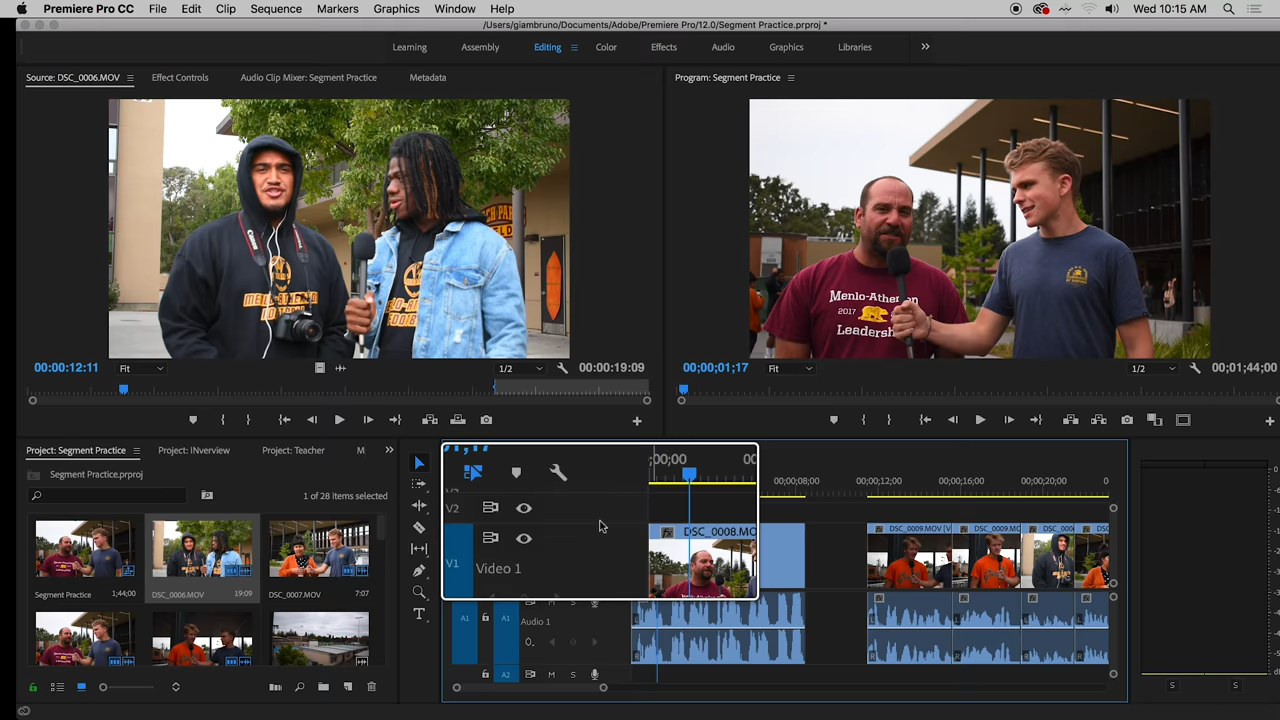 Premiere Pro CC File Edit Clip Sequence Markers Graphics Window Help Wed 10:15 AM
/Users/giambruno/Documents/Adobe/Premiere Pro/12.0/Segment Practice.prproj *
Learning Assembly Editing Color Effects Audio Graphics Libraries
Source: DSC_0006.MOV Effect Controls Audio Clip Mixer: Segment Practice Metadata Program: Segment Practice
Canon
Menlo-Atherton
2017
Leadership
00:00:12:11 Fit 1/2 00:00:19:09 00;00;01;17 Fit 1/2 00;01;44;00
Project: Segment Practice Project: INverview Project: Teacher M
Segment Practice.prproj
1 of 28 items selected
Segment Practice 1;44;00 DSC_0006.MOV 19:09 DSC_0007.MOV 7:07
;00;00 00
00;00;08;00 00;00;12;00 00;00;16;00 00;00;20;00 0
V2
DSC_0008.MO DSC_0009.MOV [V DSC_0009.MO DSC_000 DSC
V1 Video 1
A1 A1 M S Audio 1
A2 M S
S S